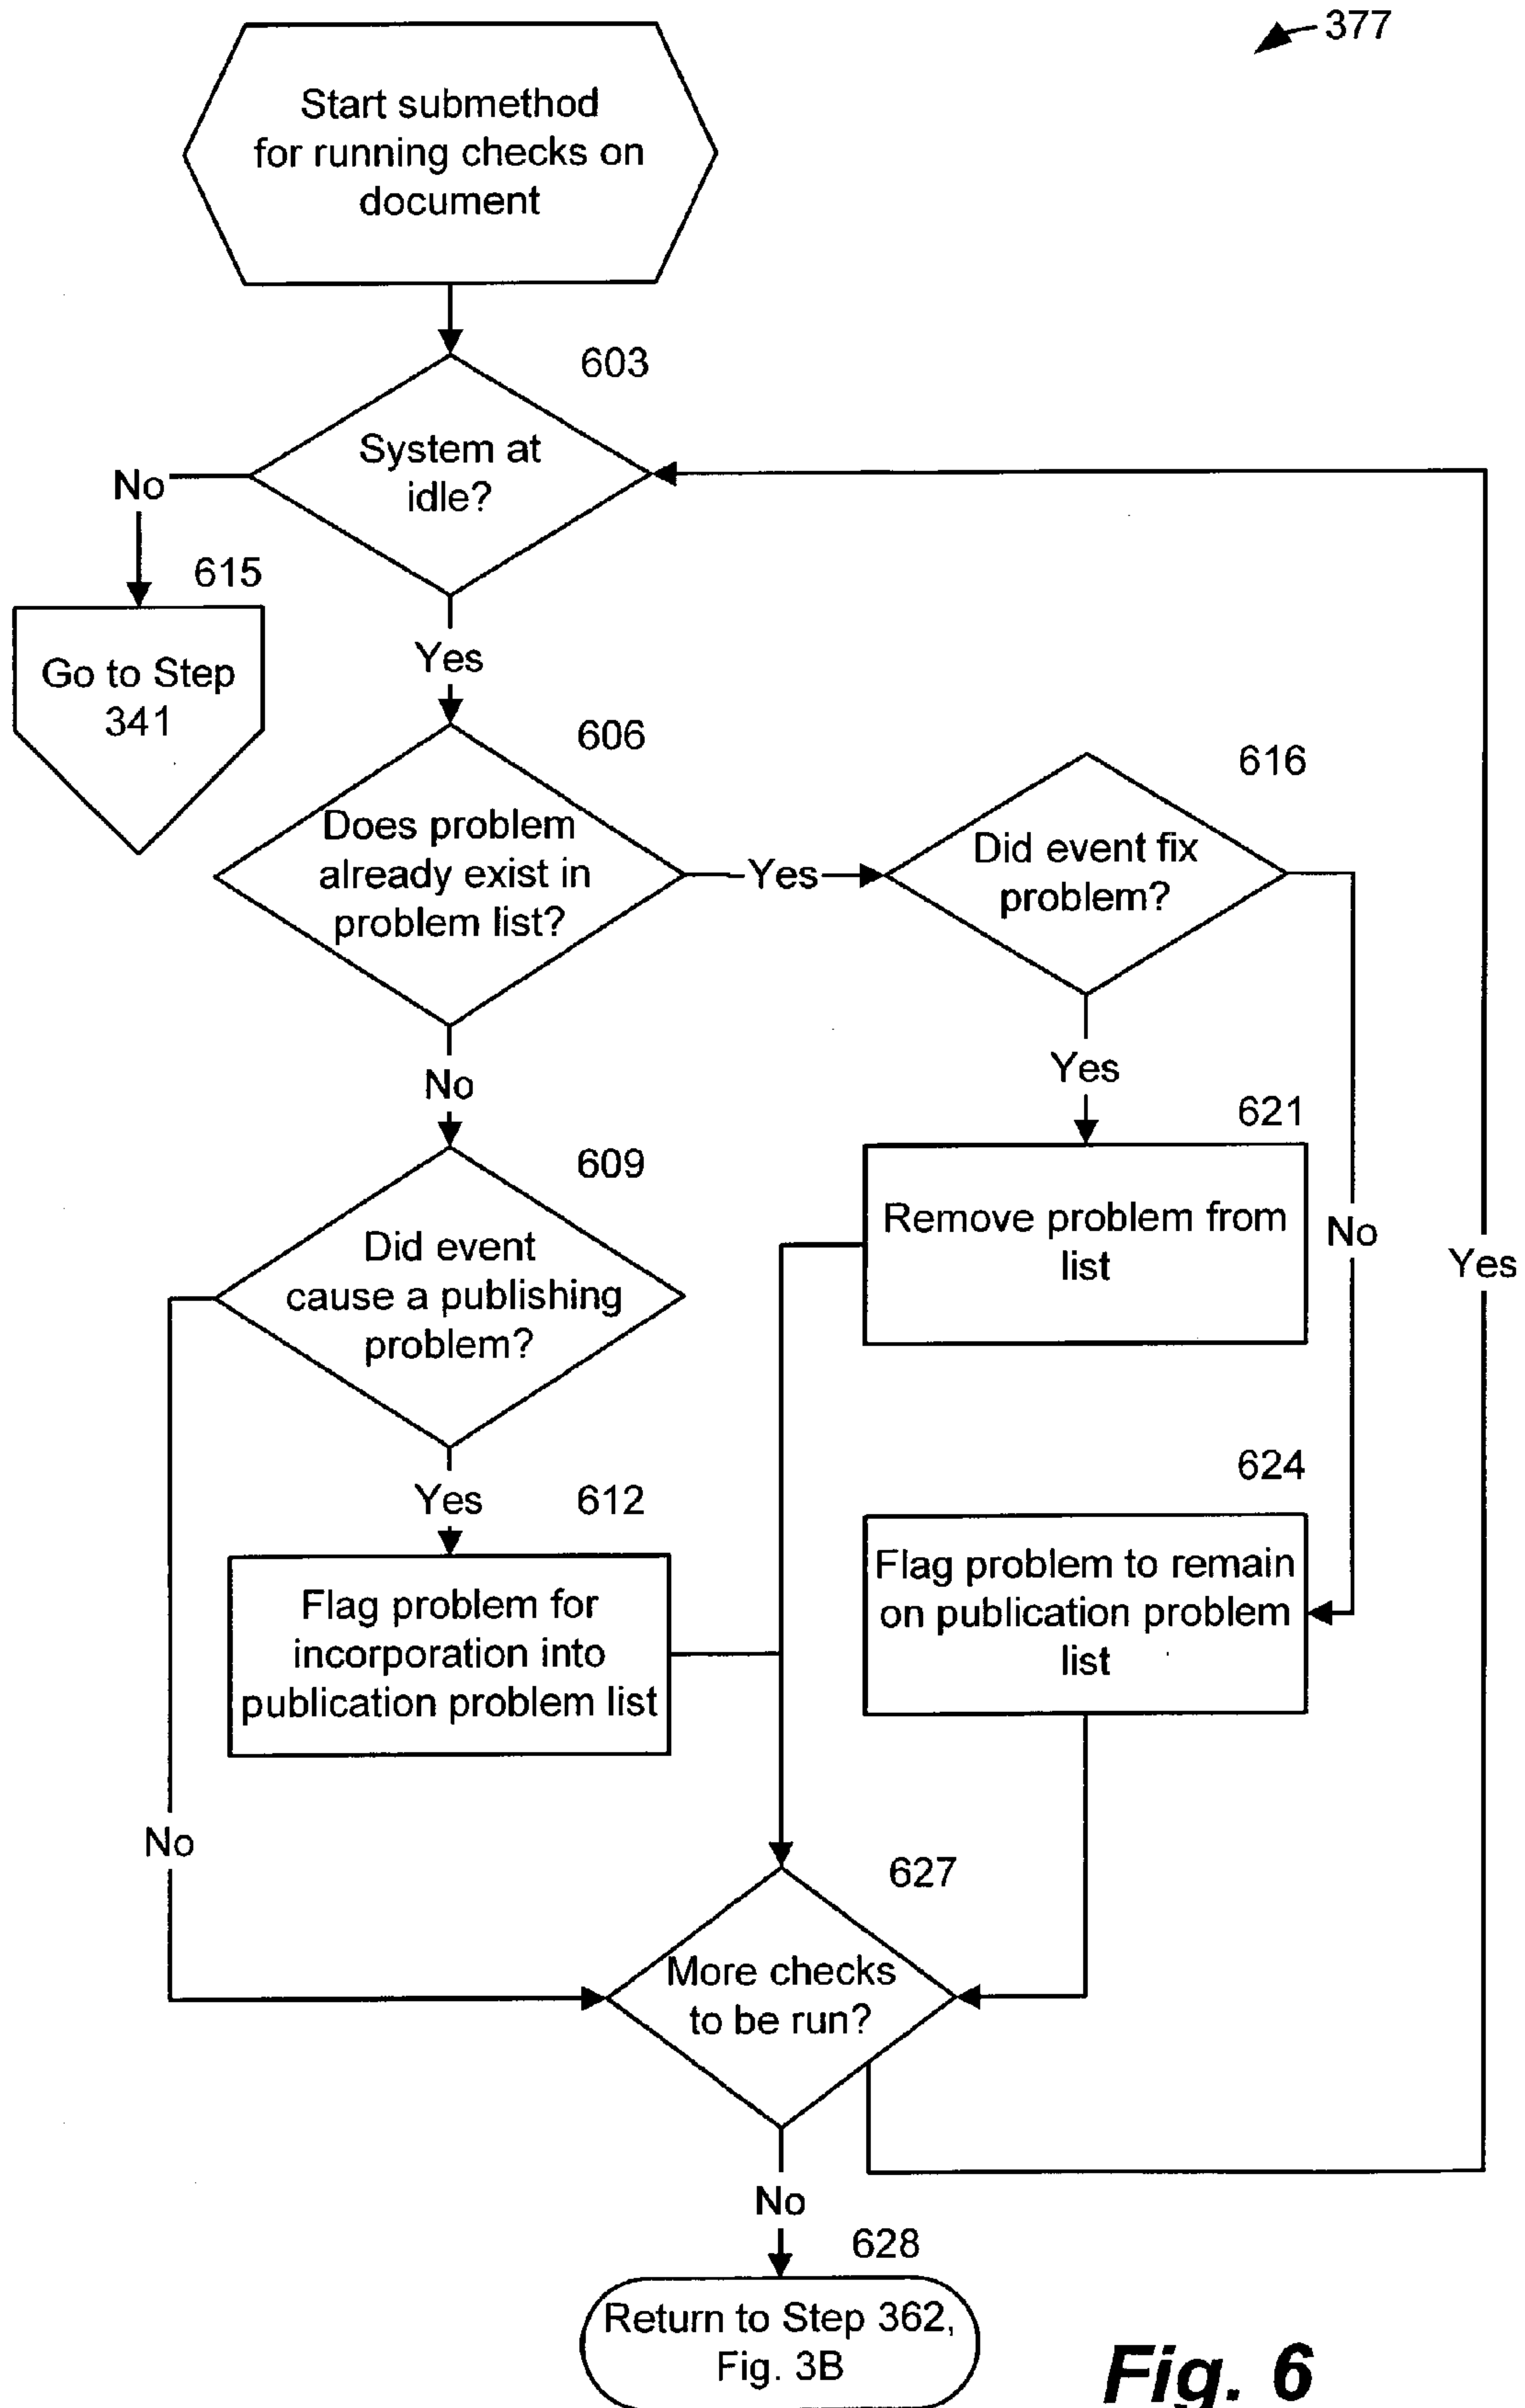 377
Start submethod
for running checks on
document
603
System at
idle?
No
615
Go to Step
341
Yes
606
Does problem
already exist in
problem list?
Yes
616
Did event fix
problem?
No
Yes
621
Remove problem from
list
No
Yes
609
Did event
cause a publishing
problem?
Yes
612
Flag problem for
incorporation into
publication problem list
624
Flag problem to remain
on publication problem
list
No
627
More checks
to be run?
No
628
Return to Step 362,
Fig. 3B
Fig. 6